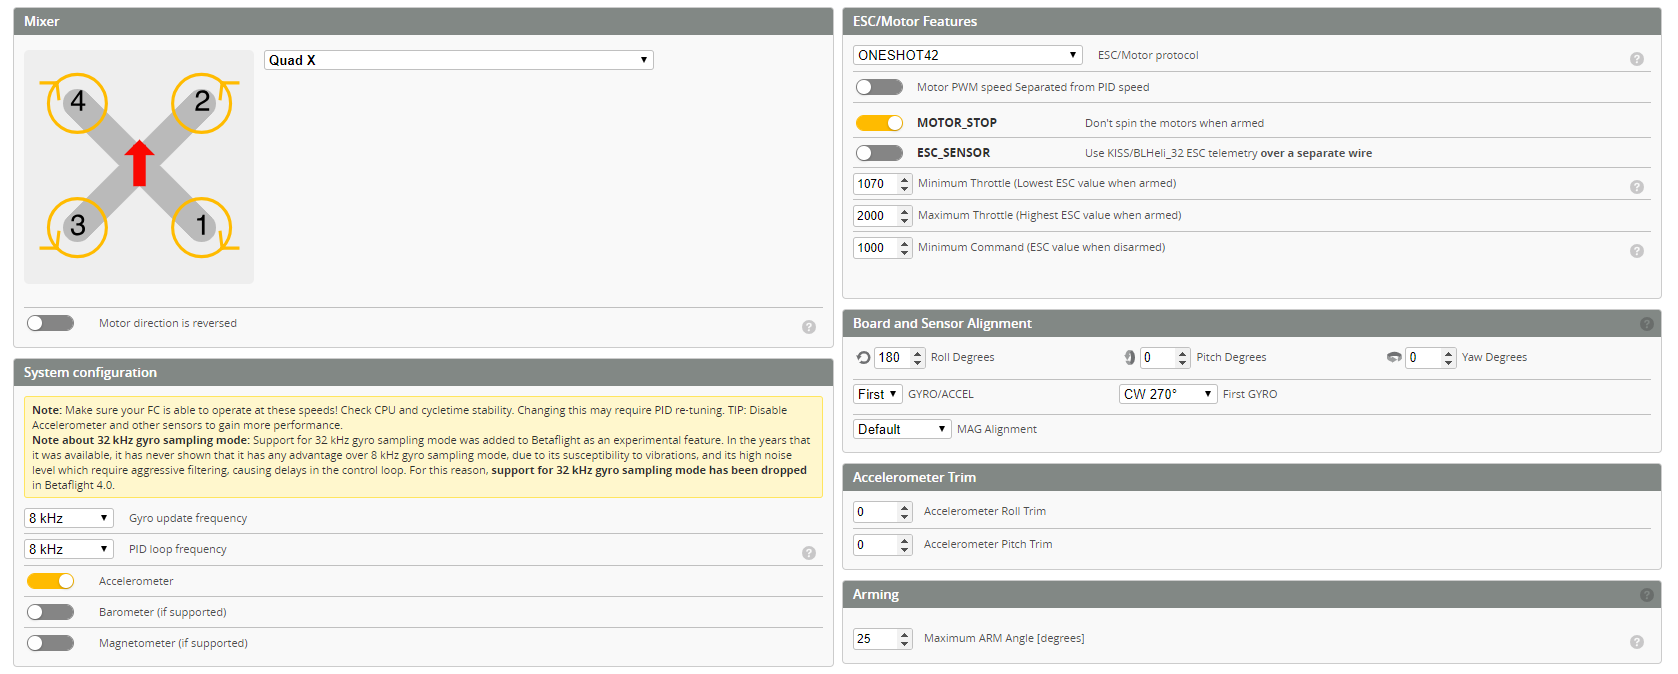 Mixer
Quad X
4
2
3
1
Motor direction is reversed
System configuration
Note: Make sure your FC is able to operate at these speeds! Check CPU and cycletime stability. Changing this may require PID re-tuning. TIP: Disable
Accelerometer and other sensors to gain more performance.
Note about 32 kHz gyro sampling mode: Support for 32 kHz gyro sampling mode was added to Betaflight as an experimental feature. In the years that
it was available, it has never shown that it has any advantage over 8 kHz gyro sampling mode, due to its susceptibility to vibrations, and its high noise
level which require aggressive filtering, causing delays in the control loop. For this reason, support for 32 kHz gyro sampling mode has been dropped
in Betaflight 4.0.
8 kHz Gyro update frequency
8 kHz PID loop frequency
Accelerometer
Barometer (if supported)
Magnetometer (if supported)
ESC/Motor Features
ONESHOT42 ESC/Motor protocol
Motor PWM speed Separated from PID speed
MOTOR_STOP Don't spin the motors when armed
ESC_SENSOR Use KISS/BLHeli_32 ESC telemetry over a separate wire
1070 Minimum Throttle (Lowest ESC value when armed)
2000 Maximum Throttle (Highest ESC value when armed)
1000 Minimum Command (ESC value when disarmed)
Board and Sensor Alignment
180 Roll Degrees 0 Pitch Degrees 0 Yaw Degrees
First GYRO/ACCEL CW 270° First GYRO
Default MAG Alignment
Accelerometer Trim
0 Accelerometer Roll Trim
0 Accelerometer Pitch Trim
Arming
25 Maximum ARM Angle [degrees]